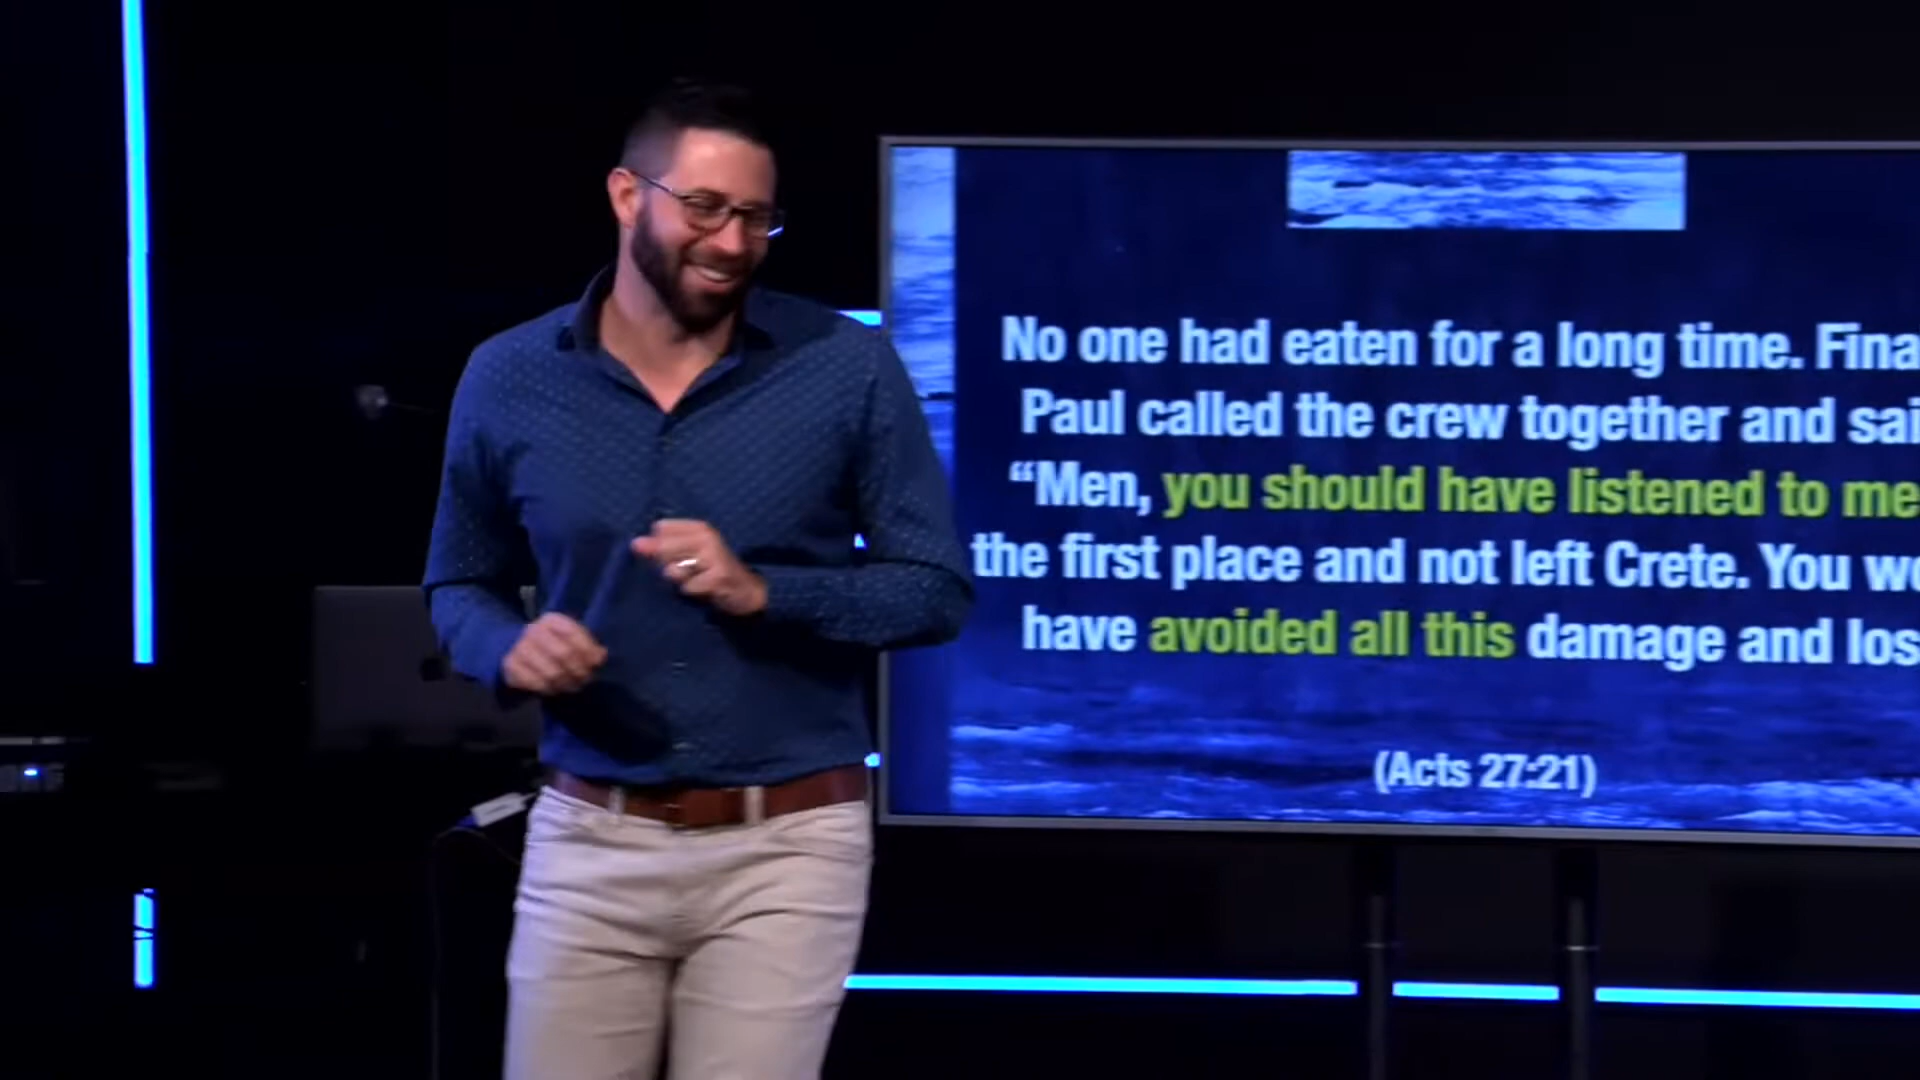 No one had eaten for a long time. Fina
Paul called the crew together and sai
“Men, you should have listened to me
the first place and not left Crete. You wo
have avoided all this damage and los
(Acts 27:21)